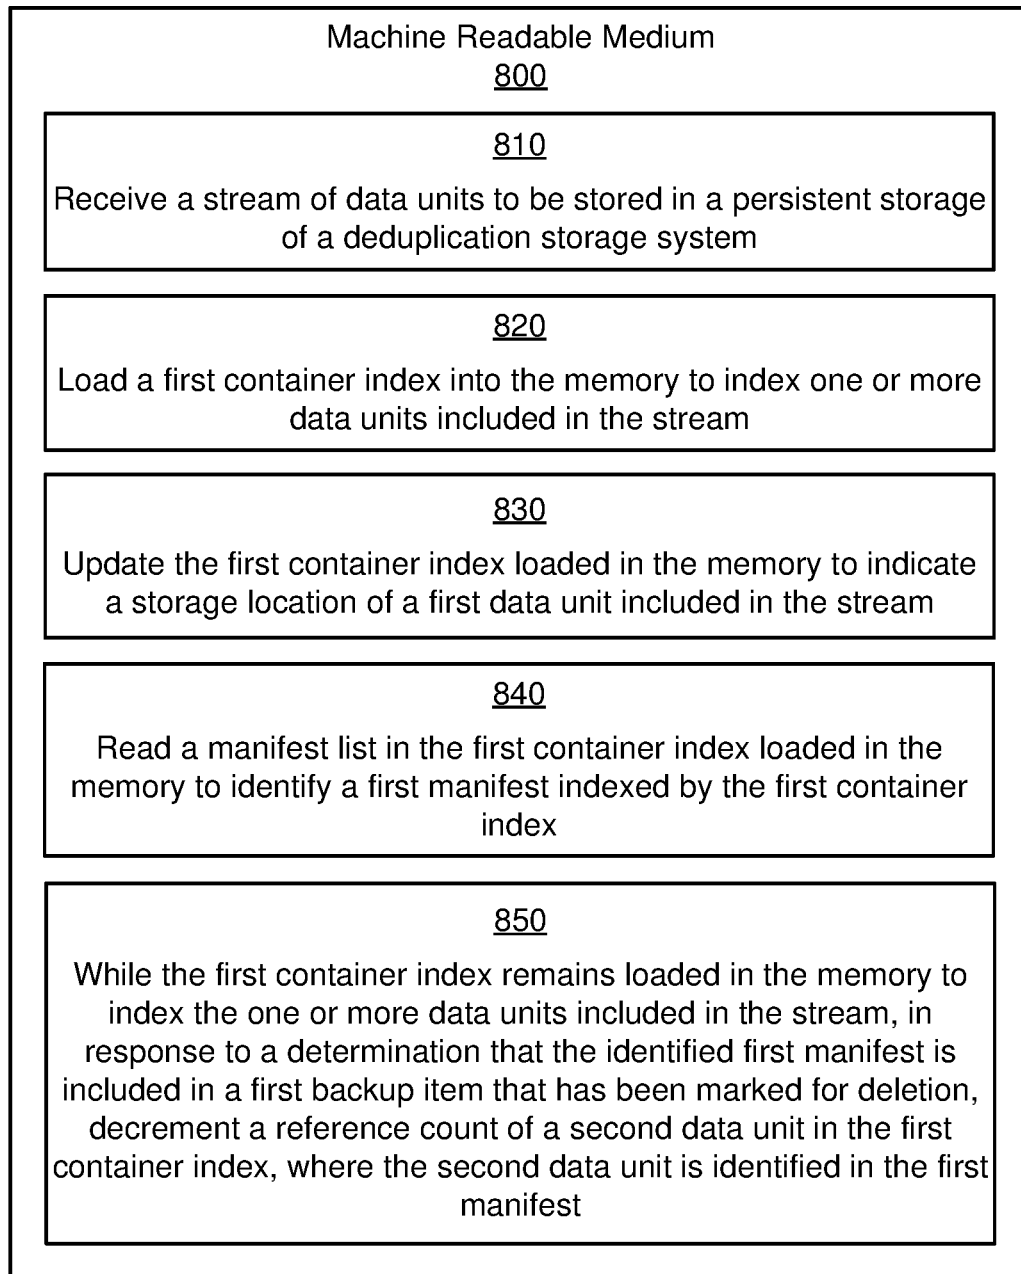 Machine Readable Medium
800
810
Receive a stream of data units to be stored in a persistent storage
of a deduplication storage system
820
Load a first container index into the memory to index one or more
data units included in the stream
830
Update the first container index loaded in the memory to indicate
a storage location of a first data unit included in the stream
840
Read a manifest list in the first container index loaded in the
memory to identify a first manifest indexed by the first container
index
850
While the first container index remains loaded in the memory to
index the one or more data units included in the stream, in
response to a determination that the identified first manifest is
included in a first backup item that has been marked for deletion,
decrement a reference count of a second data unit in the first
container index, where the second data unit is identified in the first
manifest